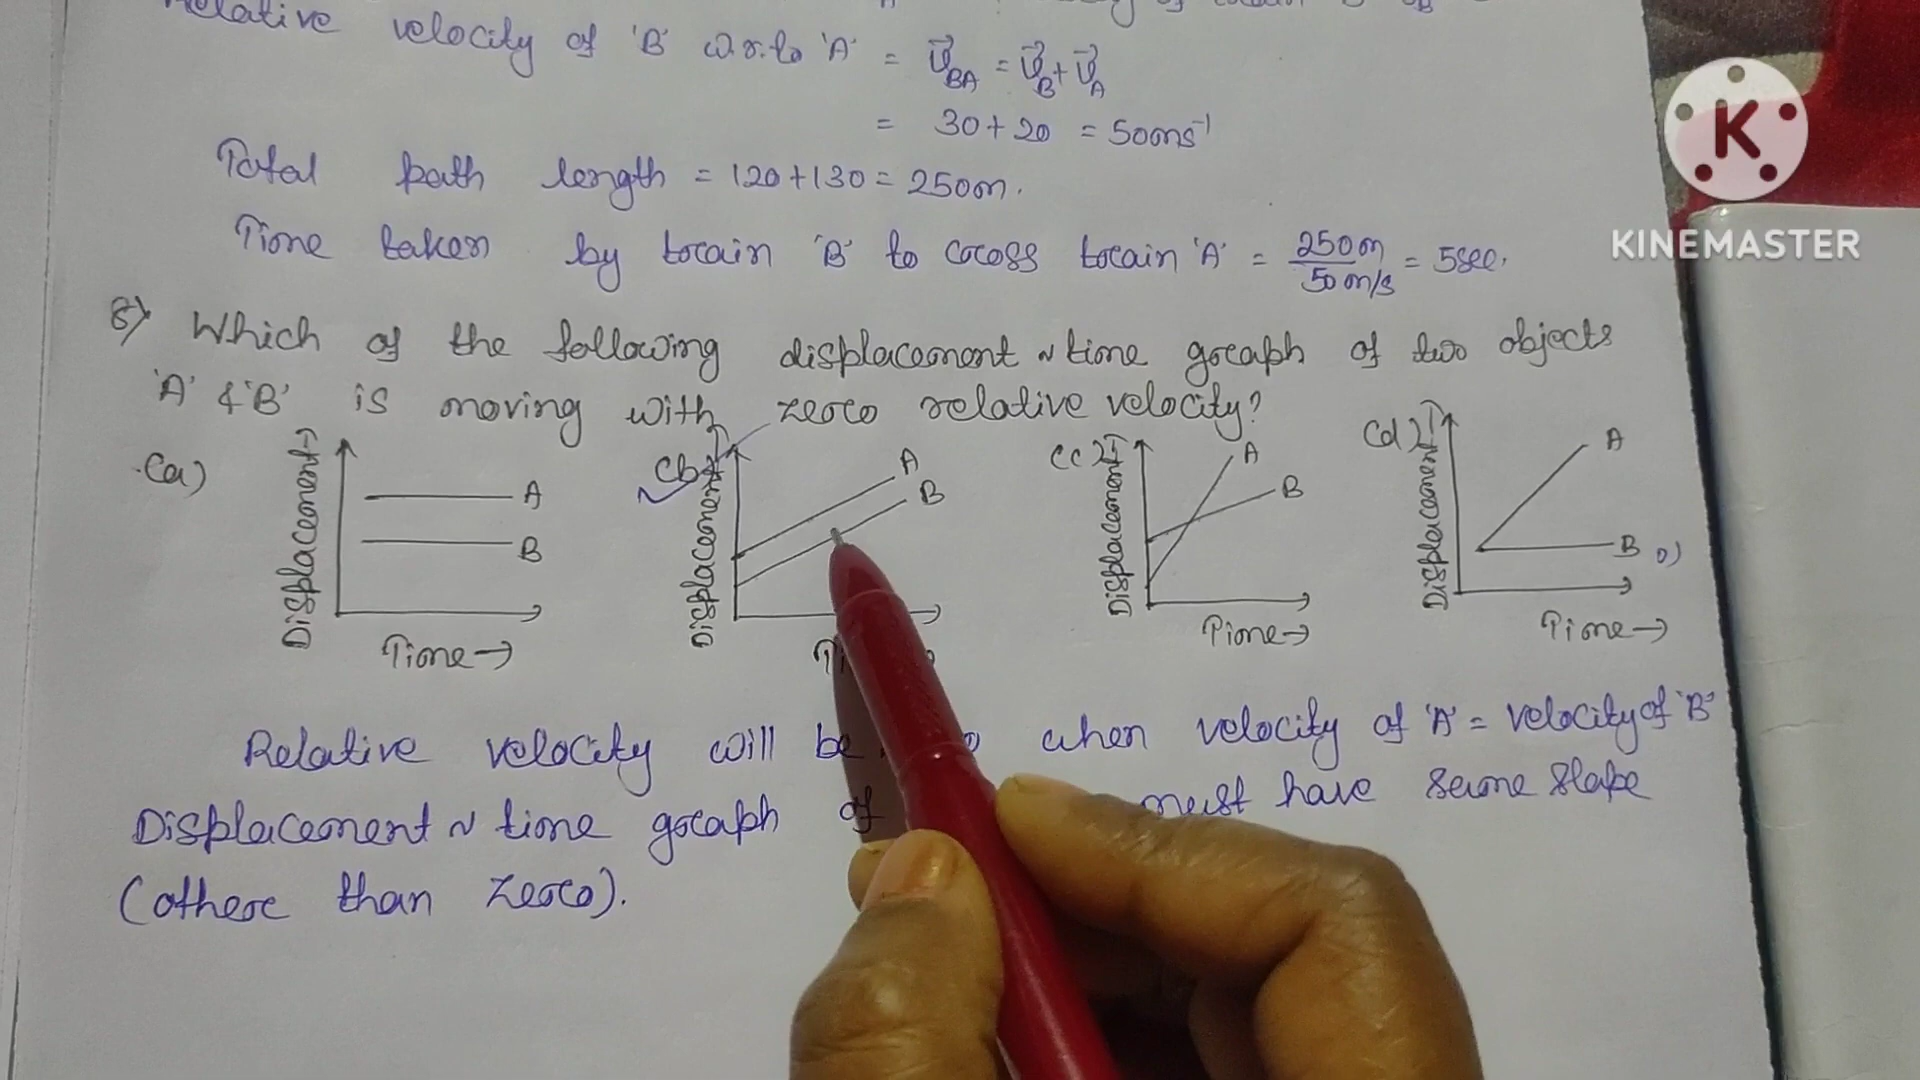 Relative velocity of 'B' w.r.to 'A' = V⃗BA = V⃗B + V⃗A
= 30 + 20 = 50ms⁻¹
Total path length = 120 + 130 = 250m.
Time taken by train 'B' to cross train 'A' = 250m / 50m/s = 5sec.
8) Which of the following displacement ~ time graph of two objects
'A' & 'B' is moving with zero relative velocity?
(a) Displacement→ A B Time→
(b) Displacement→ A B
(c) Displacement→ A B Time→
(d) Displacement→ A B Time→
Relative velocity will be when velocity of 'A' = velocity of 'B'
Displacement ~ time graph of must have same slope
(other than zero).
K
KINEMASTER